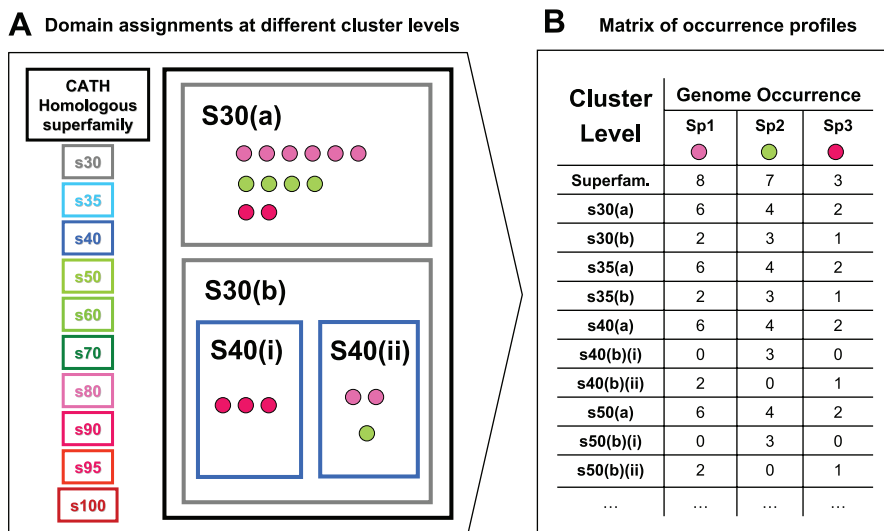 A Domain assignments at different cluster levels
CATH
Homologous
superfamily
s30
s35
s40
s50
s60
s70
s80
s90
s95
s100
S30(a)
S30(b)
S40(i)
S40(ii)
B Matrix of occurrence profiles
Cluster
Level
Genome Occurrence
Sp1 Sp2 Sp3
Superfam. 8 7 3
s30(a) 6 4 2
s30(b) 2 3 1
s35(a) 6 4 2
s35(b) 2 3 1
s40(a) 6 4 2
s40(b)(i) 0 3 0
s40(b)(ii) 2 0 1
s50(a) 6 4 2
s50(b)(i) 0 3 0
s50(b)(ii) 2 0 1
... ... ... ...